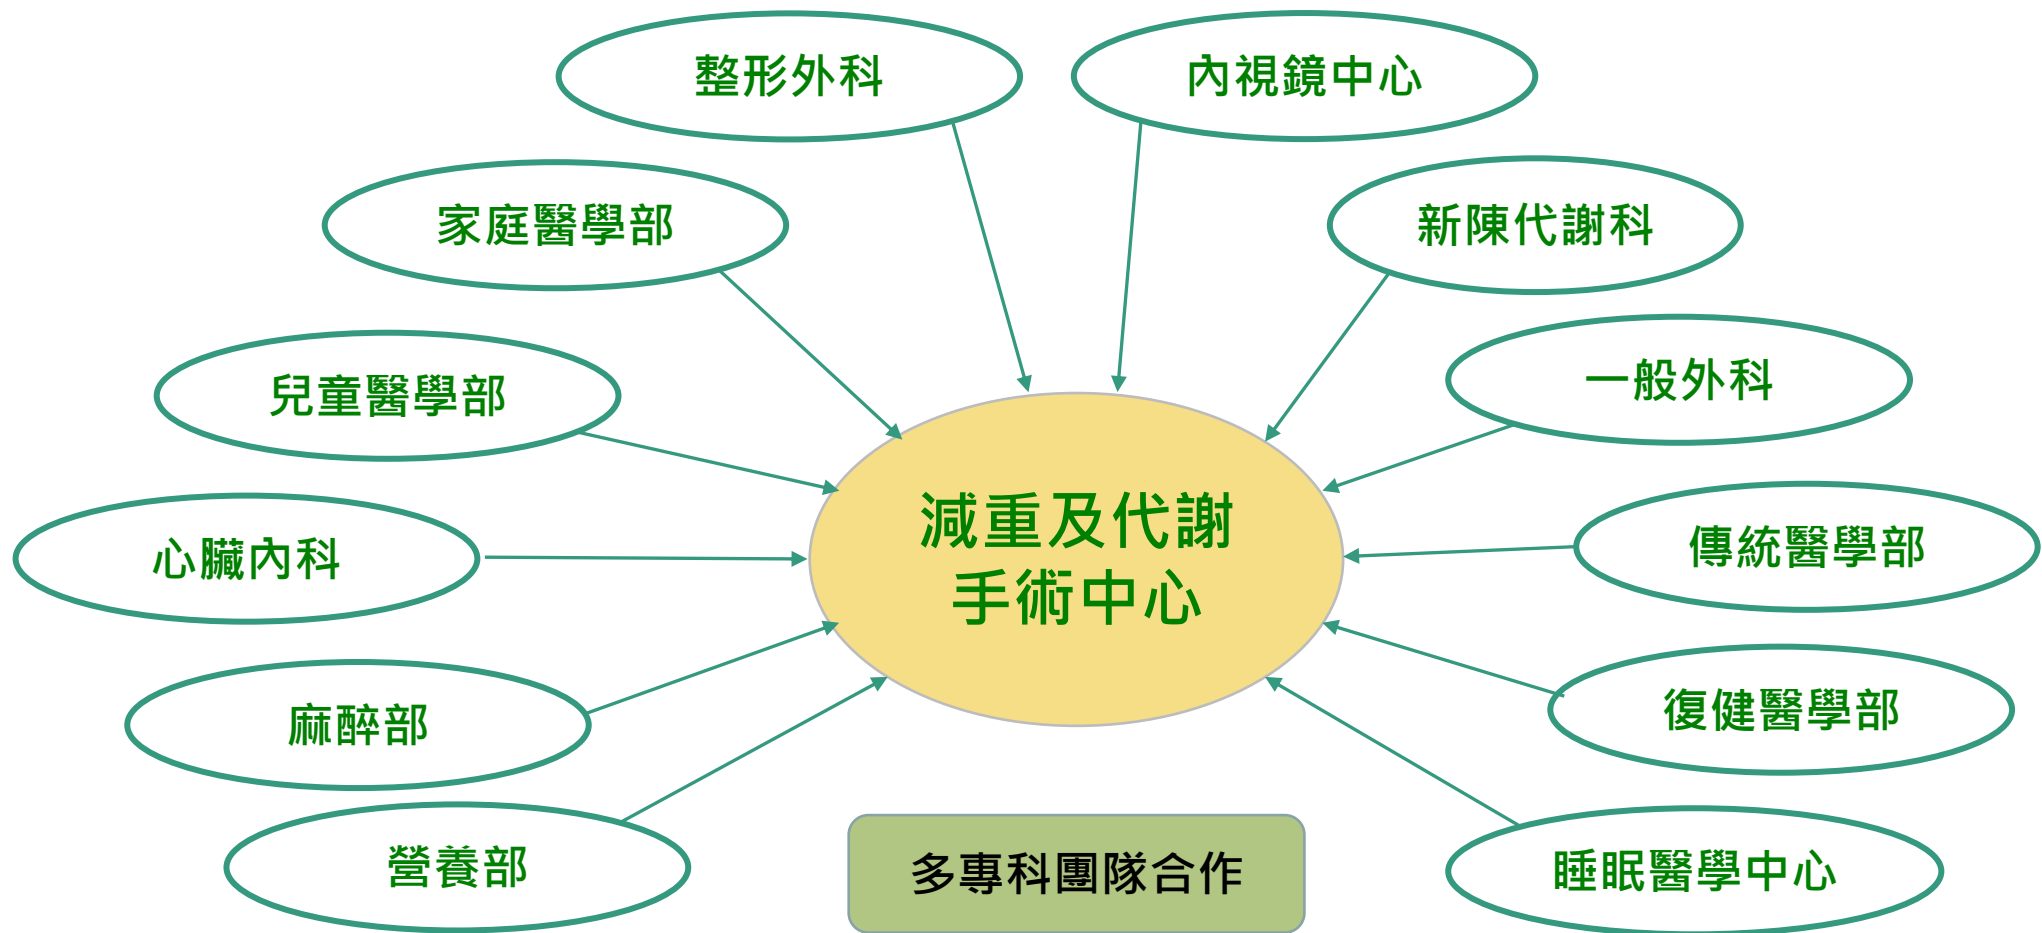 整形外科
內視鏡中心
家庭醫學部
新陳代謝科
兒童醫學部
一般外科
心臟內科
減重及代謝
手術中心
傳統醫學部
麻醉部
復健醫學部
營養部
多專科團隊合作
睡眠醫學中心